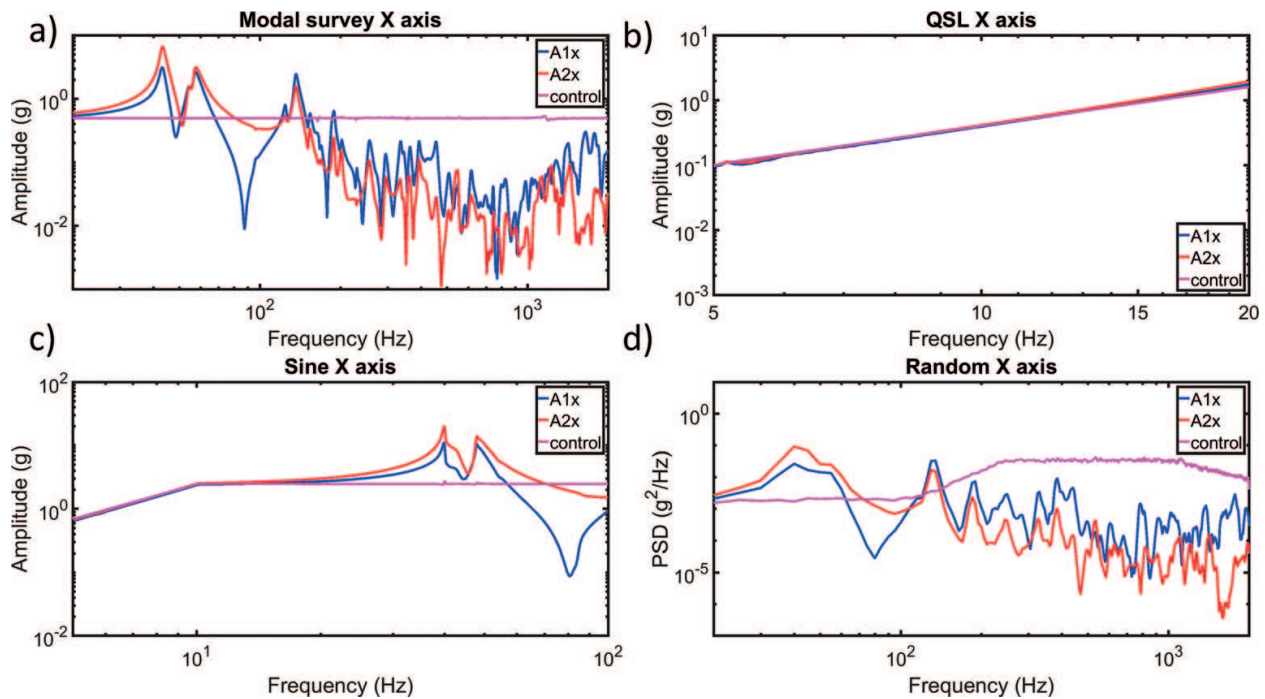 a)
Modal survey X axis
A1x
A2x
control
Amplitude (g)
10^0
10^-2
10^2
10^3
Frequency (Hz)
b)
QSL X axis
Amplitude (g)
10^1
10^0
10^-1
10^-2
10^-3
A1x
A2x
control
5
10
15
20
Frequency (Hz)
c)
Sine X axis
A1x
A2x
control
Amplitude (g)
10^2
10^0
10^-2
10^1
10^2
Frequency (Hz)
d)
Random X axis
A1x
A2x
control
PSD (g^2/Hz)
10^0
10^-5
10^2
10^3
Frequency (Hz)